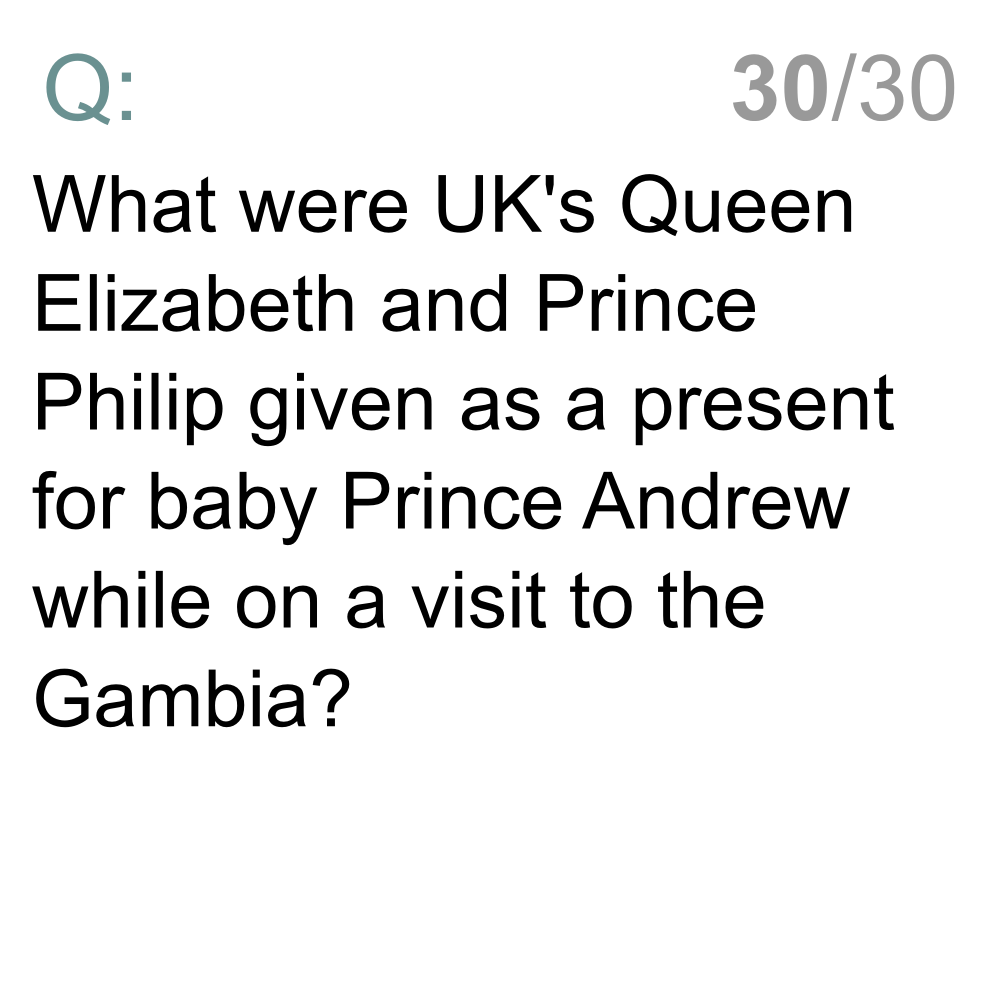 Q:
30/30
What were UK's Queen
Elizabeth and Prince
Philip given as a present
for baby Prince Andrew
while on a visit to the
Gambia?